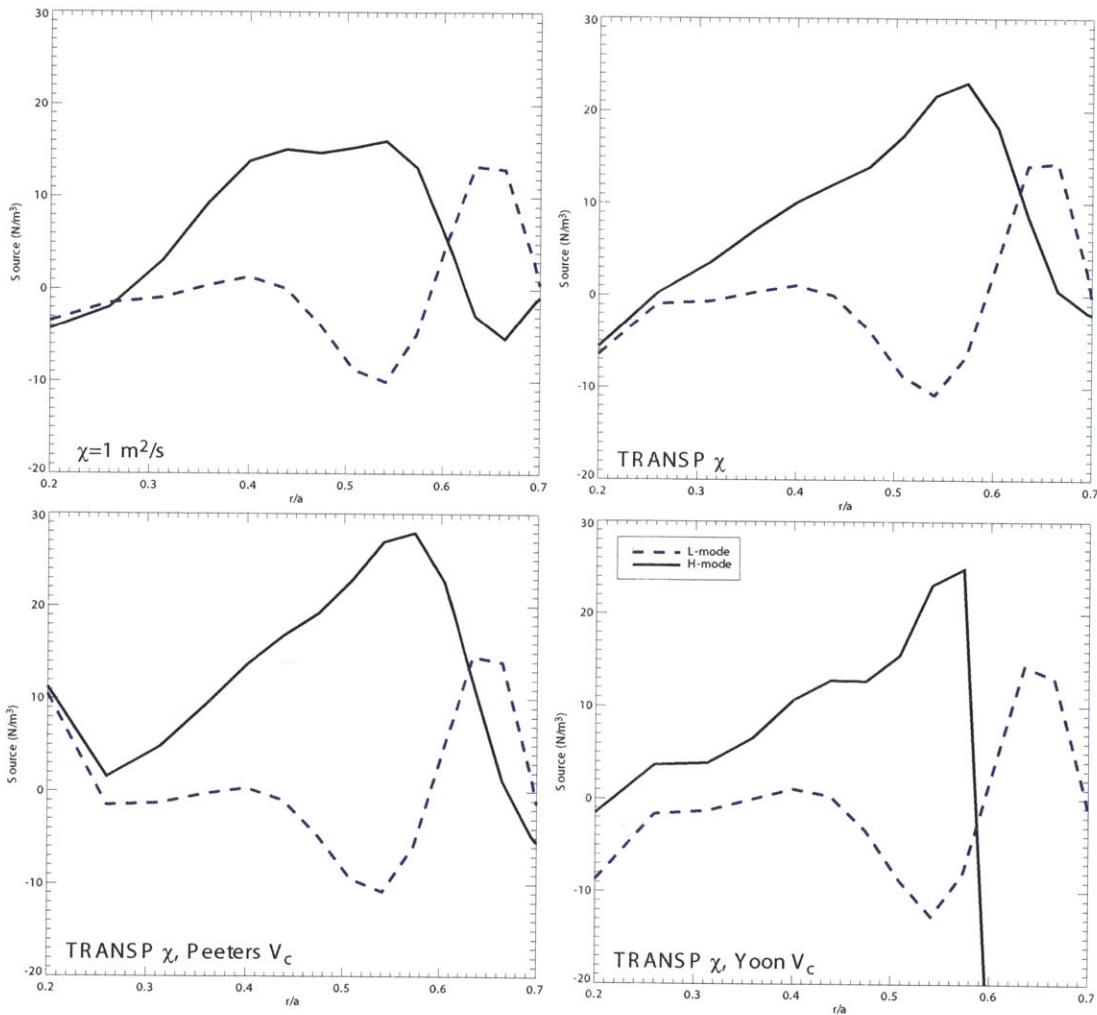 30
20
10
0
-10
-20
Source (N/m³)
χ=1 m²/s
0.2 0.3 0.4 0.5 0.6 0.7
r/a
30
20
10
0
-10
-20
Source (N/m³)
TRANSP χ
0.2 0.3 0.4 0.5 0.6 0.7
r/a
30
20
10
0
-10
-20
Source (N/m³)
TRANSP χ, Peeters Vc
0.2 0.3 0.4 0.5 0.6 0.7
r/a
30
20
10
0
-10
-20
Source (N/m³)
L-mode
H-mode
TRANSP χ, Yoon Vc
0.2 0.3 0.4 0.5 0.6 0.7
r/a